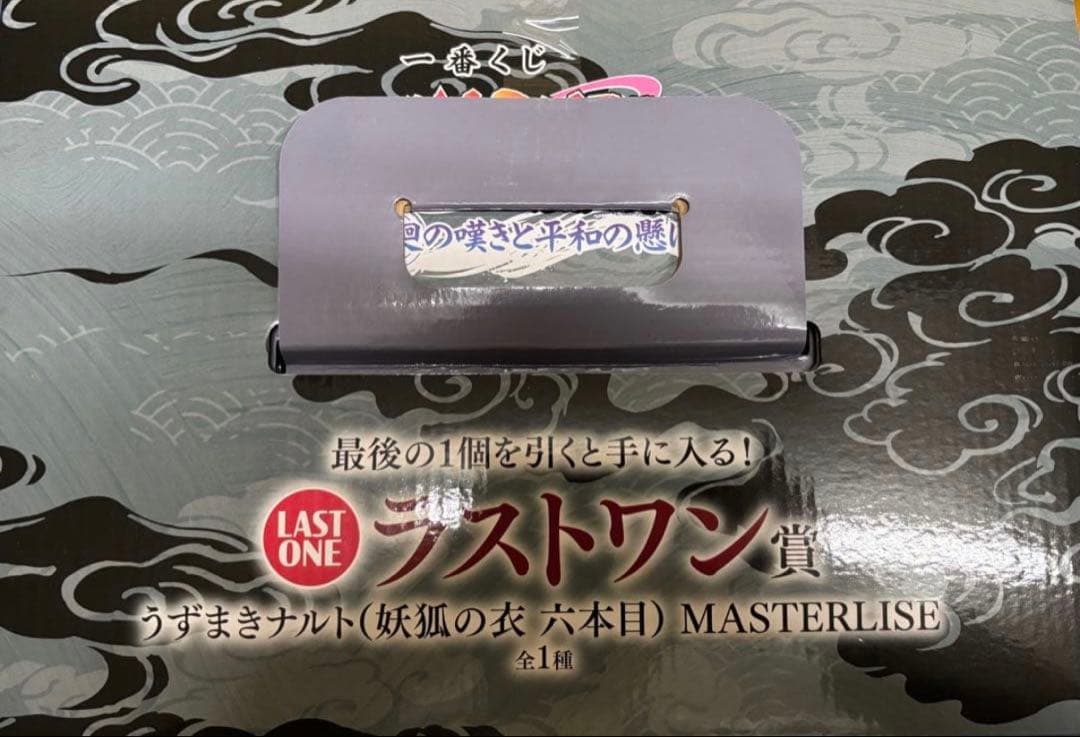 一番くじ
の嘆きと平和の懸
最後の1個を引くと手に入る!
LAST
ONE
ラストワン賞
うずまきナルト(妖狐の衣 六本目) MASTERLISE
全1種